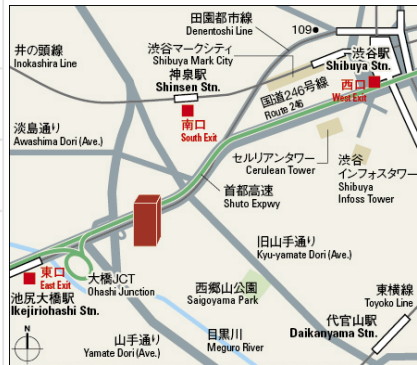 田園都市線
Denentoshi Line
109
井の頭線
Inokashira Line
渋谷マークシティ
Shibuya Mark City
渋谷駅
Shibuya Stn.
神泉駅
Shinsen Stn.
国道246号線
Route 246
西口
West Exit
南口
South Exit
淡島通り
Awashima Dori (Ave.)
セルリアンタワー
Cerulean Tower
渋谷
インフォスタワー
Shibuya
Infoss Tower
首都高速
Shuto Expwy
旧山手通り
Kyu-yamate Dori (Ave.)
東口
East Exit
大橋JCT
Ohashi Junction
池尻大橋駅
Ikejiriohashi Stn.
西郷山公園
Saigoyama Park
東横線
Toyoko Line
代官山駅
Daikanyama Stn.
N
山手通り
Yamate Dori (Ave.)
目黒川
Meguro River